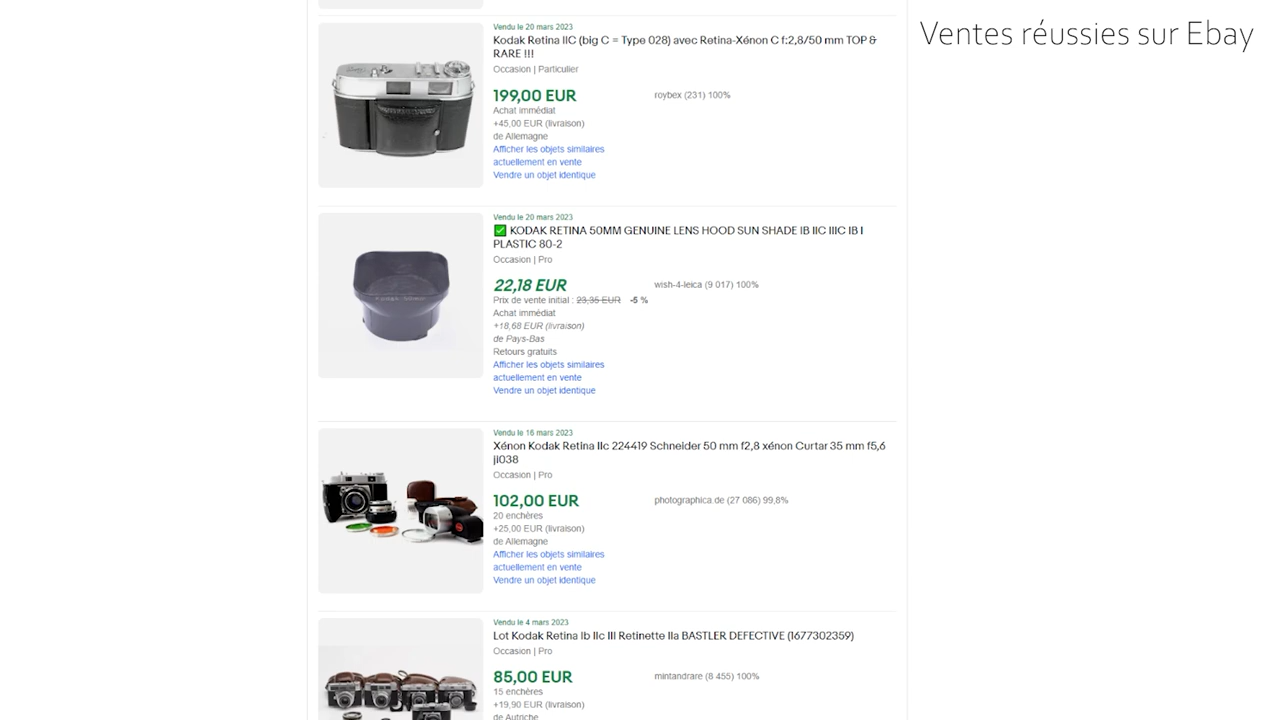 Ventes réussies sur Ebay
Vendu le 20 mars 2023
Kodak Retina IIC (big C = Type 028) avec Retina-Xénon C f:2,8/50 mm TOP &
RARE !!!
Occasion | Particulier
199,00 EUR
roybex (231) 100%
Achat immédiat
+45,00 EUR (livraison)
de Allemagne
Afficher les objets similaires
actuellement en vente
Vendre un objet identique
Vendu le 20 mars 2023
✅ KODAK RETINA 50MM GENUINE LENS HOOD SUN SHADE IB IIC IIIC IB I
PLASTIC 80-2
Occasion | Pro
22,18 EUR
wish-4-leica (9 017) 100%
Prix de vente initial : 23,35 EUR -5 %
Achat immédiat
+18,68 EUR (livraison)
de Pays-Bas
Retours gratuits
Afficher les objets similaires
actuellement en vente
Vendre un objet identique
Vendu le 16 mars 2023
Xénon Kodak Retina IIc 224419 Schneider 50 mm f2,8 xénon Curtar 35 mm f5,6
ji038
Occasion | Pro
102,00 EUR
photographica.de (27 086) 99,8%
20 enchères
+25,00 EUR (livraison)
de Allemagne
Afficher les objets similaires
actuellement en vente
Vendre un objet identique
Vendu le 4 mars 2023
Lot Kodak Retina Ib IIc III Retinette IIa BASTLER DEFECTIVE (1677302359)
Occasion | Pro
85,00 EUR
mintandrare (8 455) 100%
15 enchères
+19,90 EUR (livraison)
de Autriche